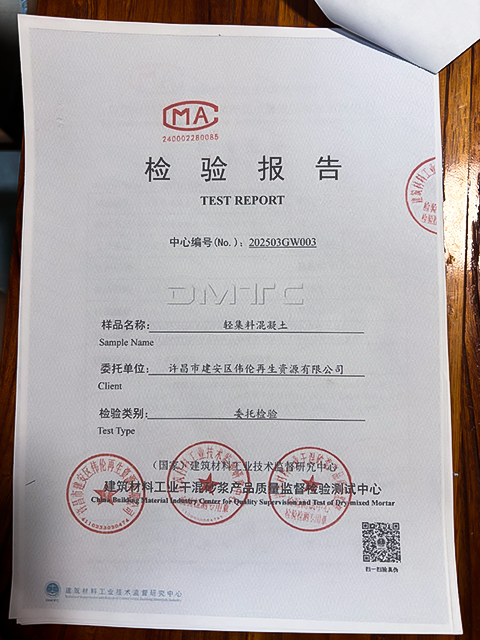 CMA
240002280085
检验报告
TEST REPORT
中心编号(No.)：202503GW003
DMTC
样品名称：轻集料混凝土
Sample Name
委托单位：许昌市建安区伟伦再生资源有限公司
Client
检验类别：委托检验
Test Type
（国家）建筑材料工业技术监督研究中心
建筑材料工业干混砂浆产品质量监督检验测试中心
China Building Material Industry Center for Quality Supervision and Test of Dry-mixed Mortar
扫一扫验真伪
建筑材料工业技术监督研究中心